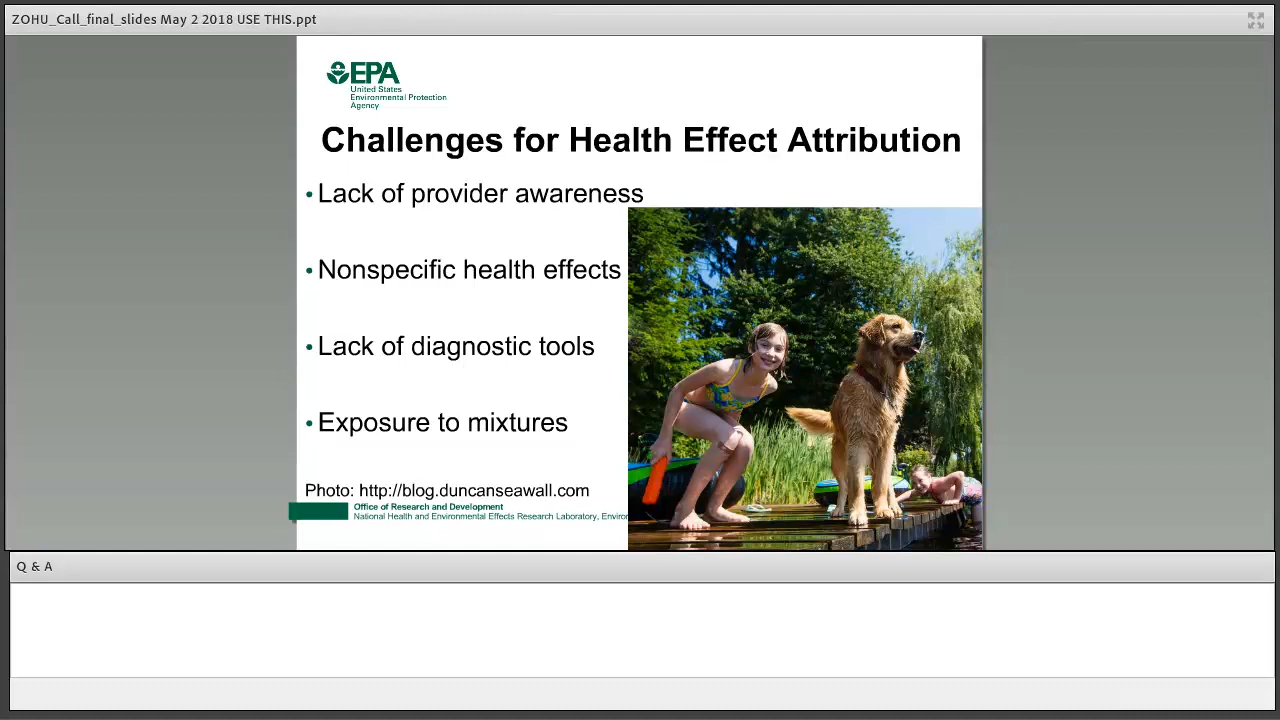 ZOHU_Call_final_slides May 2 2018 USE THIS.ppt
EPA
United States
Environmental Protection
Agency
Challenges for Health Effect Attribution
• Lack of provider awareness
• Nonspecific health effects
• Lack of diagnostic tools
• Exposure to mixtures
Photo: http://blog.duncanseawall.com
Office of Research and Development
National Health and Environmental Effects Research Laboratory, Environ
Q & A